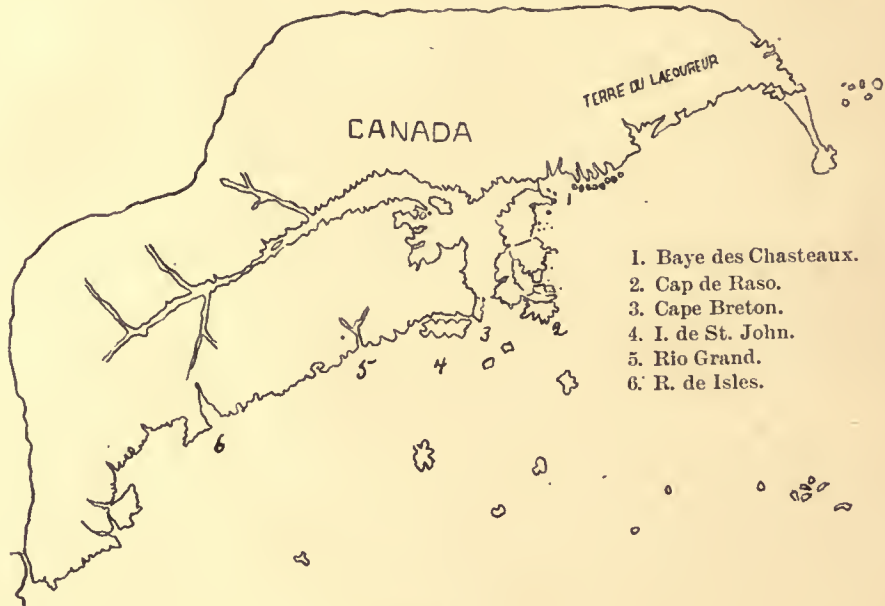 TERRE DU LAEOUREUR
CANADA
1
1. Baye des Chasteaux.
2. Cap de Raso.
3. Cape Breton.
4. I. de St. John.
5. Rio Grand.
6. R. de Isles.
2
3
4
5
6